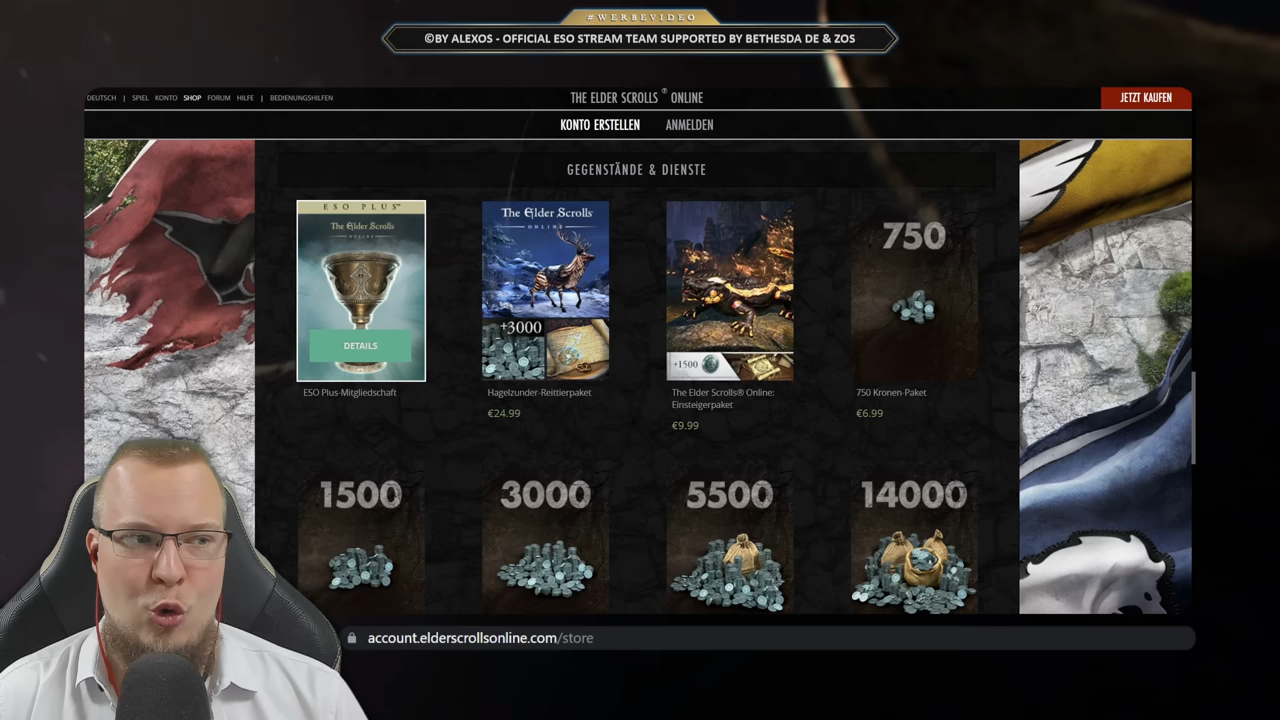 #WERBEVIDEO
©BY ALEXOS - OFFICIAL ESO STREAM TEAM SUPPORTED BY BETHESDA DE & ZOS
DEUTSCH | SPIEL KONTO SHOP FORUM HILFE | BEDIENUNGSHILFEN
THE ELDER SCROLLS® ONLINE
JETZT KAUFEN
KONTO ERSTELLEN ANMELDEN
GEGENSTÄNDE & DIENSTE
ESO PLUS™
The Elder Scrolls
ONLINE
DETAILS
ESO Plus-Mitgliedschaft
The Elder Scrolls
ONLINE
+3000
Hagelzunder-Reittierpaket
€24.99
+1500
The Elder Scrolls® Online:
Einsteigerpaket
€9.99
750
750 Kronen-Paket
€6.99
1500
3000
5500
14000
account.elderscrollsonline.com/store